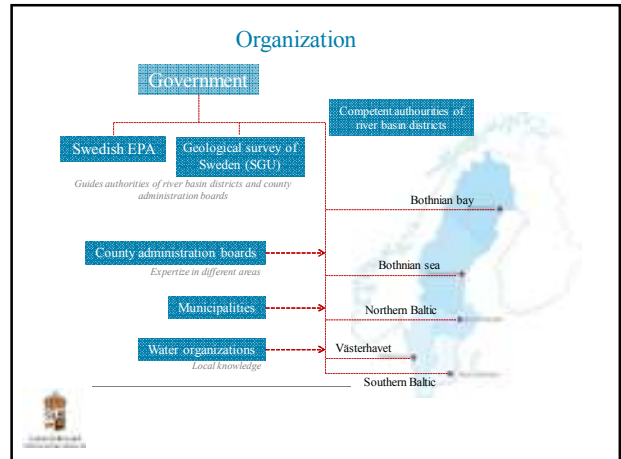 Organization
Government
Competent authourities of
river basin districts
Swedish EPA
Geological survey of
Sweden (SGU)
Guides authorities of river basin districts and county
administration boards
Bothnian bay
County administration boards
Expertize in different areas
Bothnian sea
Municipalities
Northern Baltic
Water organizations
Västerhavet
Local knowledge
Southern Baltic